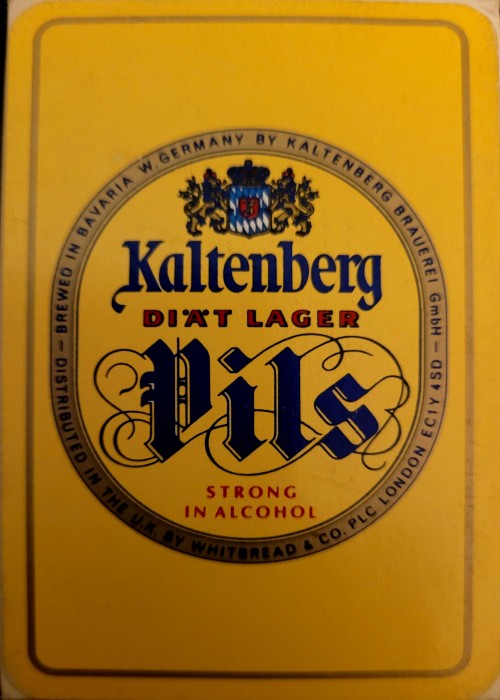 BREWED IN BAVARIA W. GERMANY BY KALTENBERG BRAUEREI GmbH –
Kaltenberg
DIÄT LAGER
Pils
STRONG
IN ALCOHOL
– DISTRIBUTED IN THE U.K. BY WHITBREAD & CO. PLC LONDON EC1Y 4SD